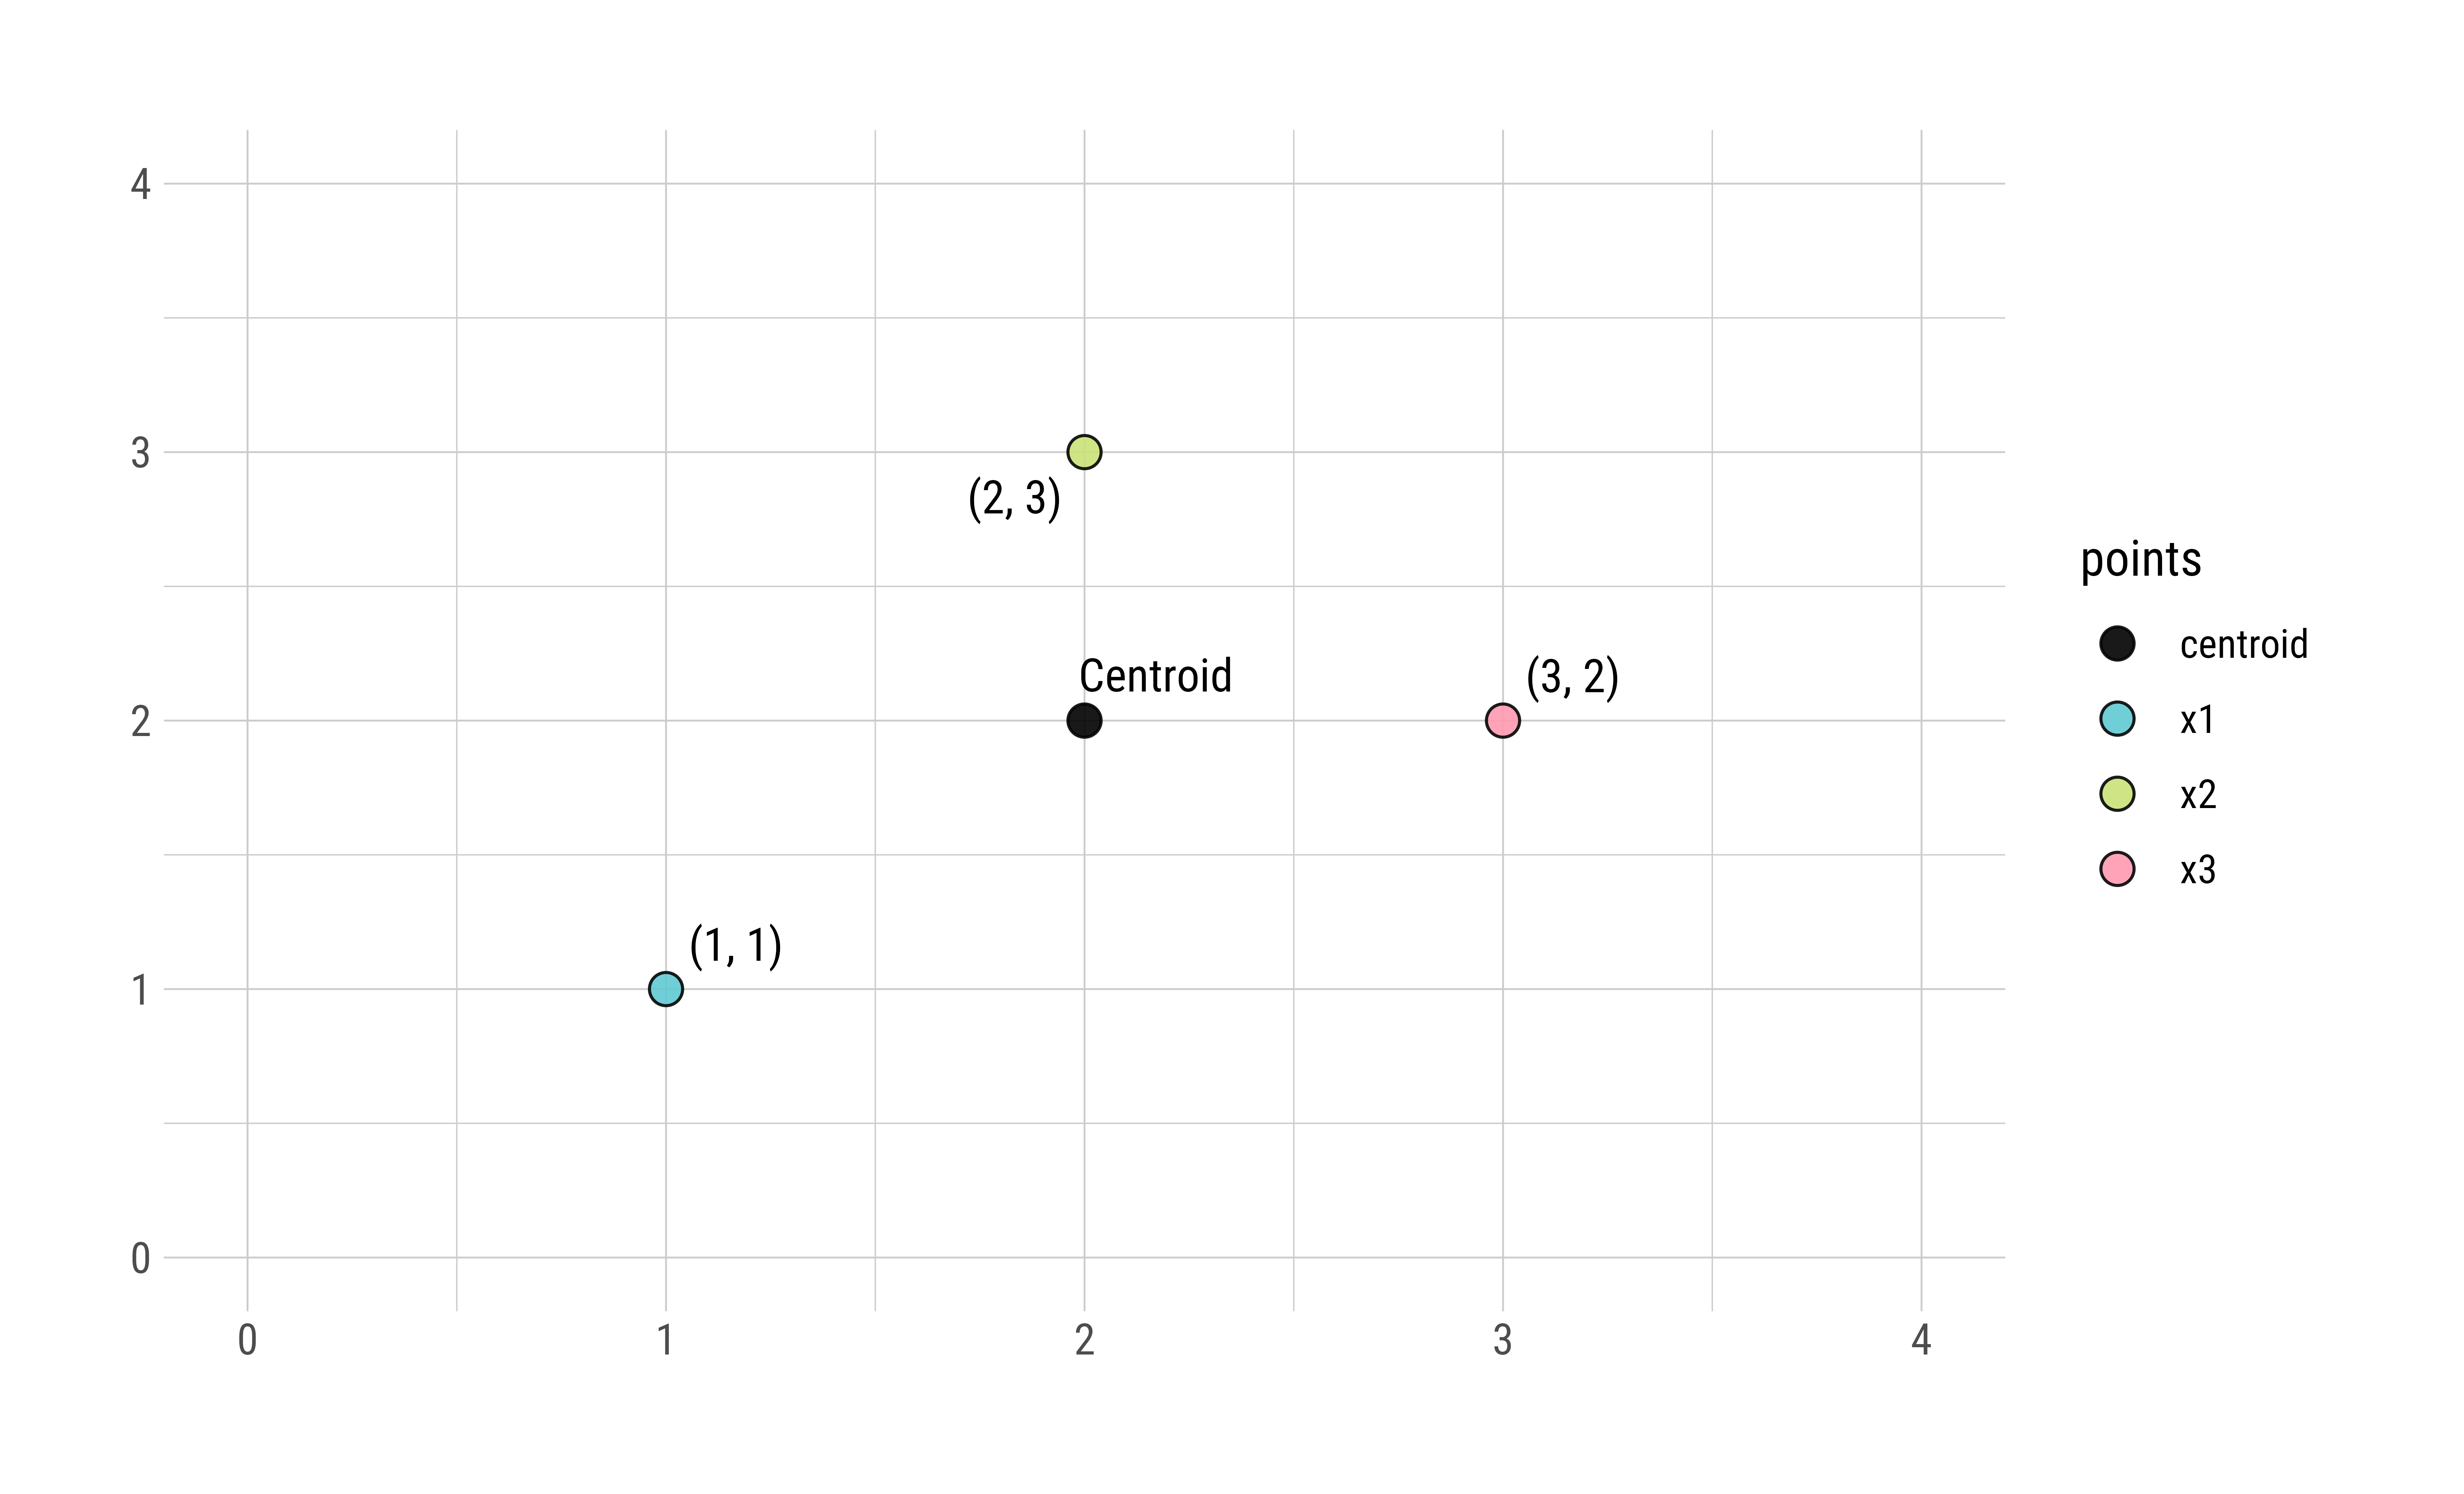 4
3
(2, 3)
points
Centroid
(3, 2)
centroid
2
x1
x2
x3
(1, 1)
1
0
0 1 2 3 4